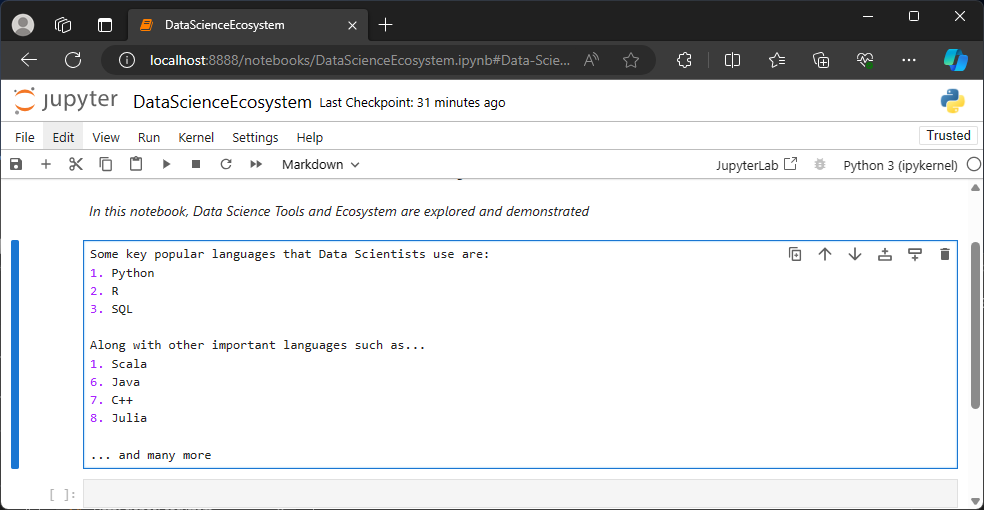 DataScienceEcosystem
localhost:8888/notebooks/DataScienceEcosystem.ipynb#Data-Scie...
jupyter DataScienceEcosystem Last Checkpoint: 31 minutes ago
File Edit View Run Kernel Settings Help Trusted
Markdown JupyterLab Python 3 (ipykernel)
In this notebook, Data Science Tools and Ecosystem are explored and demonstrated
Some key popular languages that Data Scientists use are:
1. Python
2. R
3. SQL
Along with other important languages such as...
1. Scala
6. Java
7. C++
8. Julia
... and many more
[ ]: